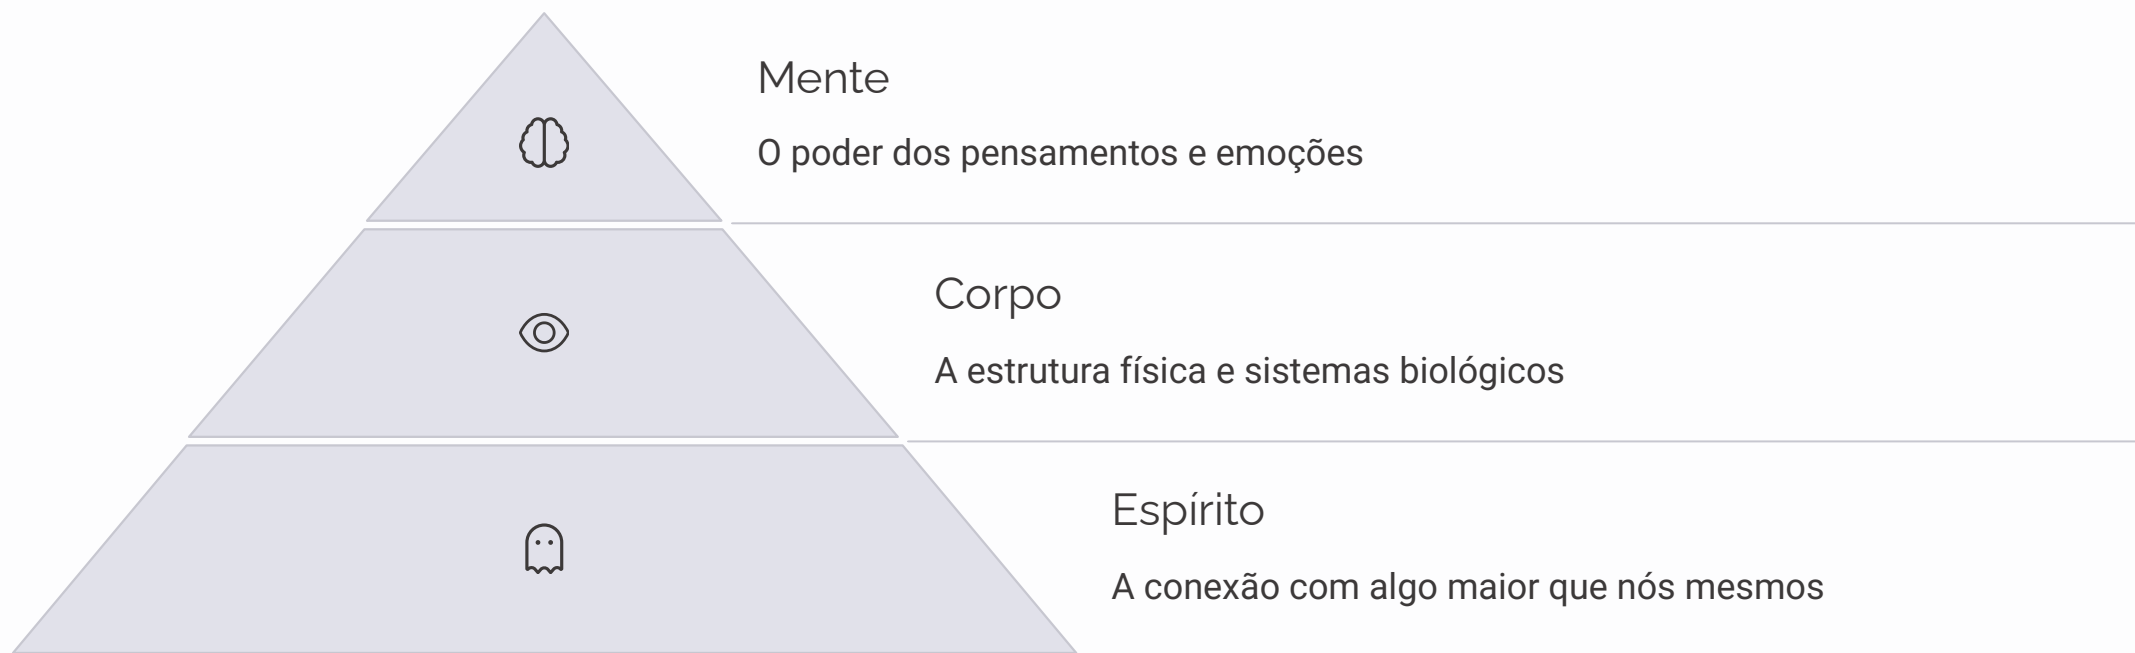 Mente
O poder dos pensamentos e emoções
Corpo
A estrutura física e sistemas biológicos
Espírito
A conexão com algo maior que nós mesmos